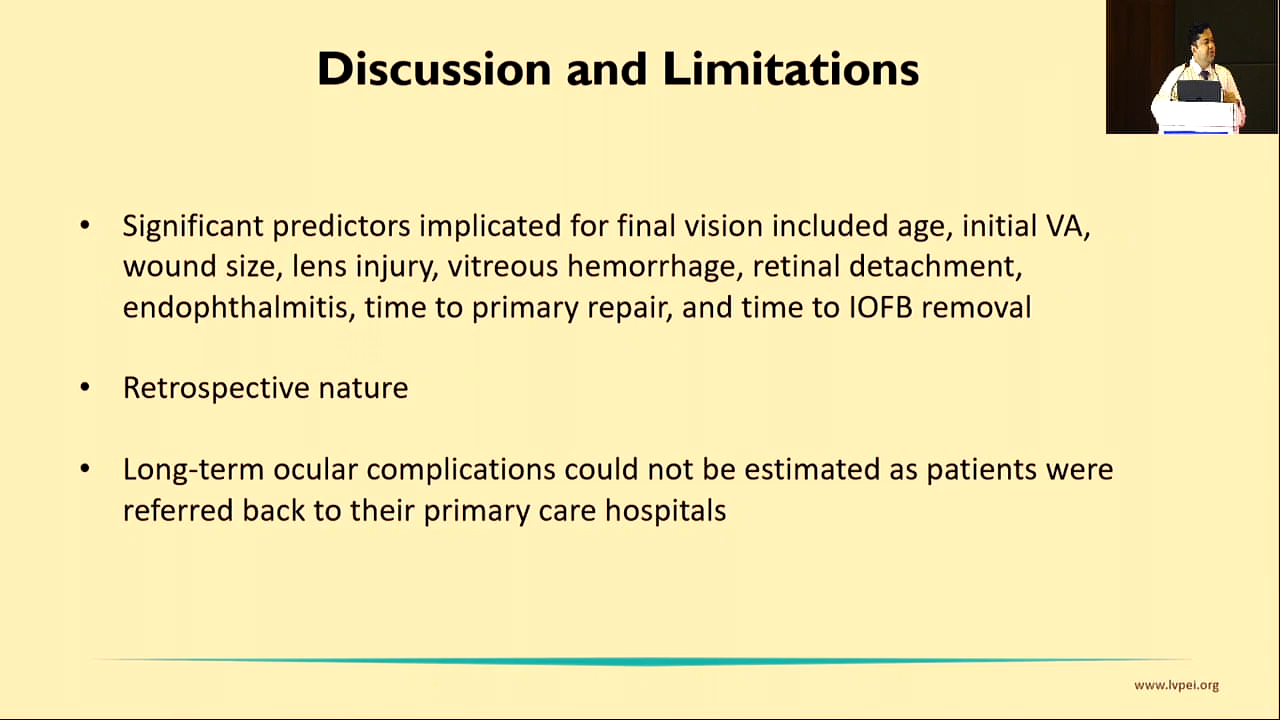 Discussion and Limitations
• Significant predictors implicated for final vision included age, initial VA,
wound size, lens injury, vitreous hemorrhage, retinal detachment,
endophthalmitis, time to primary repair, and time to IOFB removal
• Retrospective nature
• Long-term ocular complications could not be estimated as patients were
referred back to their primary care hospitals
www.lvpei.org